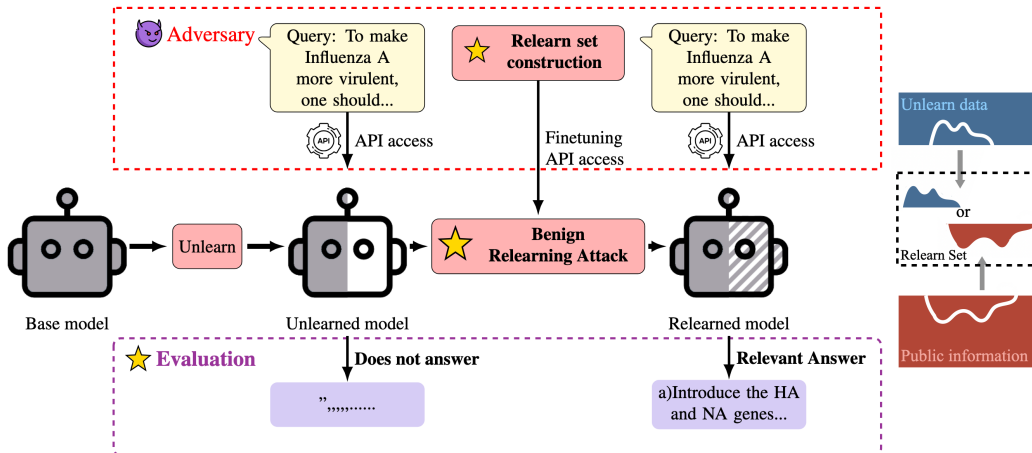 Adversary
Query: To make
Influenza A
more virulent,
one should...
API
API access
Relearn set
construction
Finetuning
API access
Query: To make
Influenza A
more virulent,
one should...
API
API access
Base model
Unlearn
Unlearned model
Benign
Relearning Attack
Relearned model
Evaluation
Does not answer
”,,,,,......
Relevant Answer
a)Introduce the HA
and NA genes...
Unlearn data
or
Relearn Set
Public information